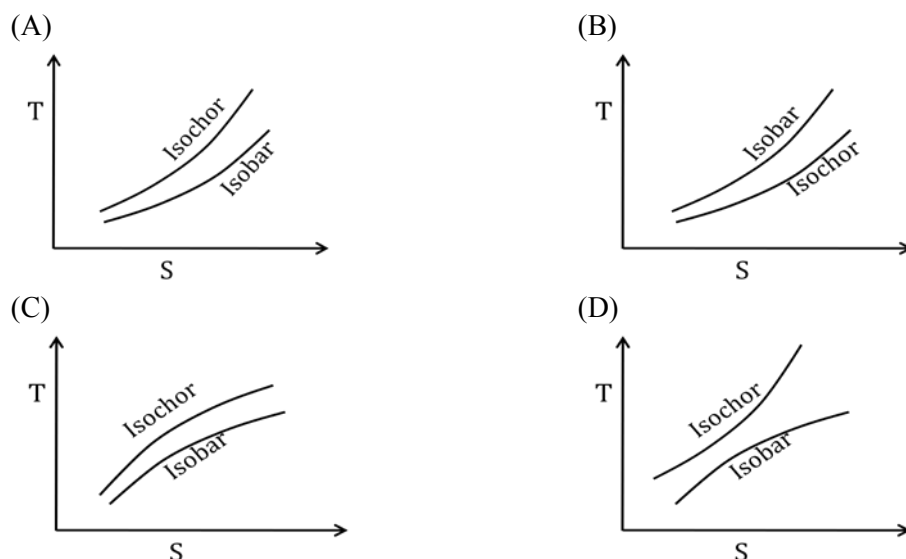 (A)
(B)
T
Isochor
Isobar
S
T
Isobar
Isochor
S
(C)
(D)
T
Isochor
Isobar
S
T
Isochor
Isobar
S